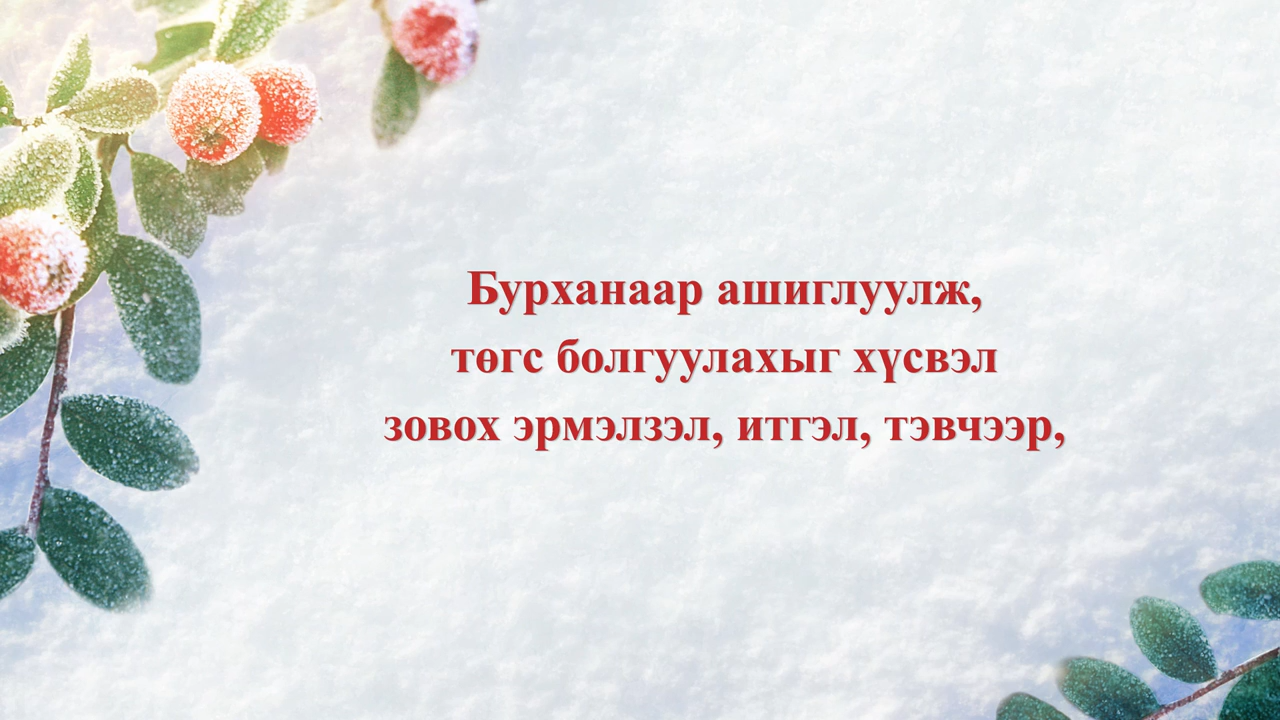 Бурханаар ашиглуулж,
төгс болгуулахыг хүсвэл
зовох эрмэлзэл, итгэл, тэвчээр,